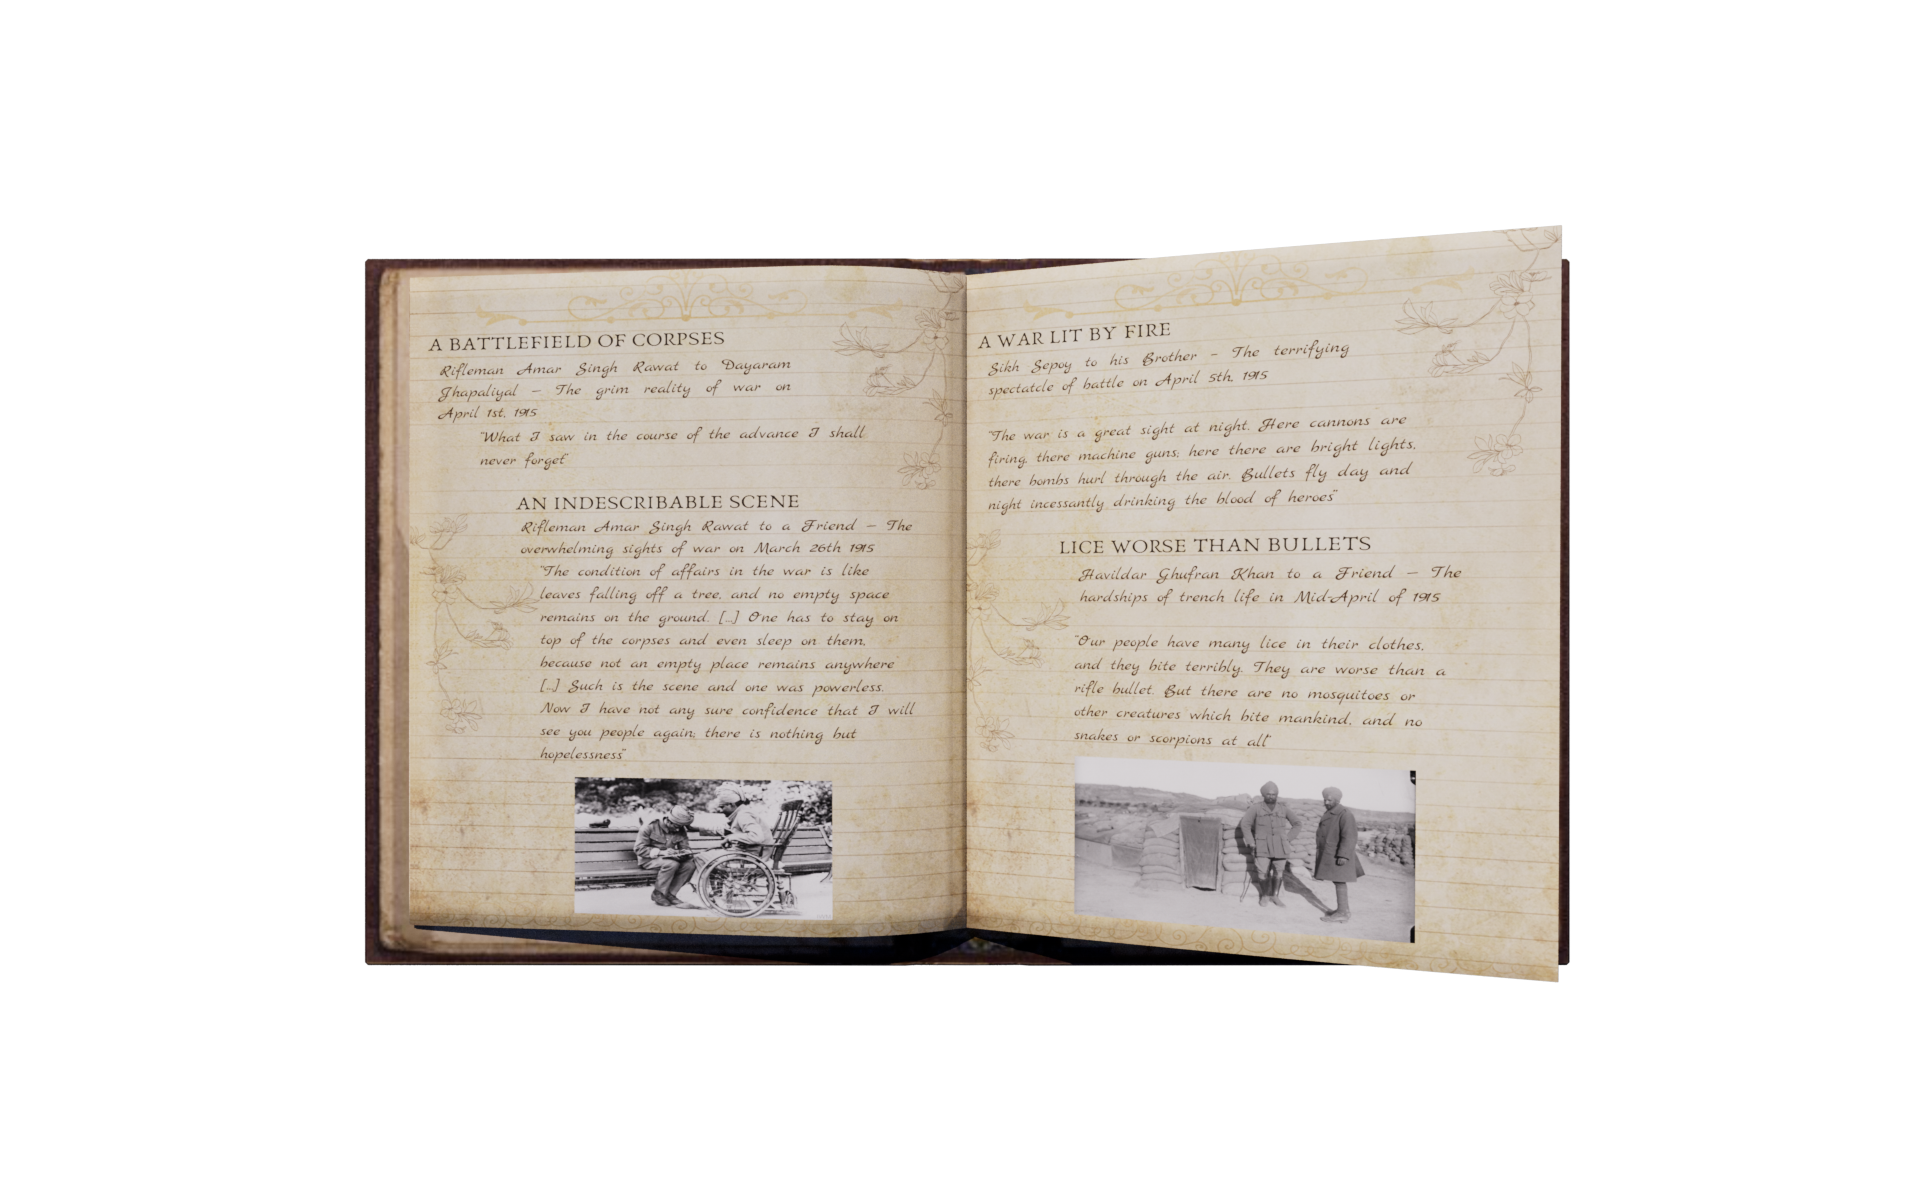 A BATTLEFIELD OF CORPSES
Rifleman Amar Singh Rawat to Dayaram
Jhapaliyal – The grim reality of war on
April 1st, 1915
"What I saw in the course of the advance I shall
never forget"
AN INDESCRIBABLE SCENE
Rifleman Amar Singh Rawat to a Friend – The
overwhelming sights of war on March 26th 1915
"The condition of affairs in the war is like
leaves falling off a tree, and no empty space
remains on the ground. [...] One has to stay on
top of the corpses and even sleep on them,
because not an empty place remains anywhere
[...] Such is the scene and one was powerless.
Now I have not any sure confidence that I will
see you people again; there is nothing but
hopelessness"
A WAR LIT BY FIRE
Sikh Sepoy to his Brother – The terrifying
spectatcle of battle on April 5th, 1915
"The war is a great sight at night. Here cannons are
firing, there machine guns; here there are bright lights,
there bombs hurl through the air. Bullets fly day and
night incessantly drinking the blood of heroes"
LICE WORSE THAN BULLETS
Havildar Ghufran Khan to a Friend – The
hardships of trench life in Mid-April of 1915
"Our people have many lice in their clothes,
and they bite terribly. They are worse than a
rifle bullet. But there are no mosquitoes or
other creatures which bite mankind, and no
snakes or scorpions at all"